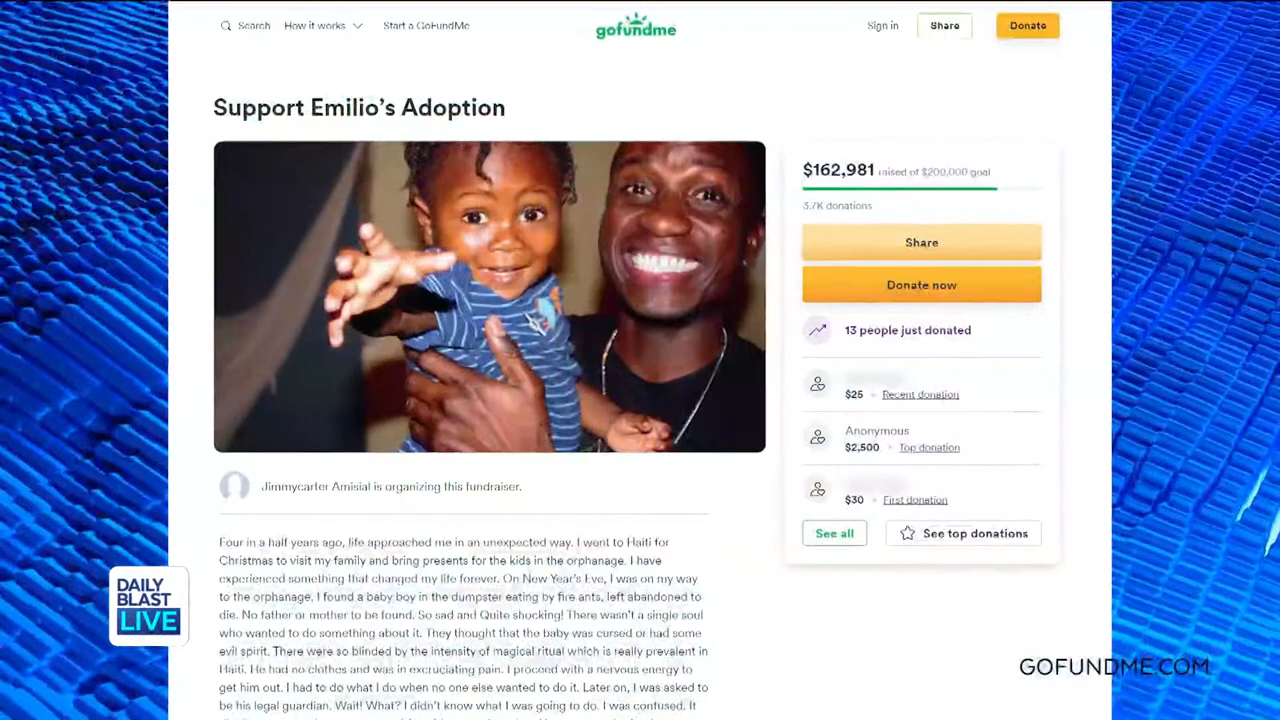 Search How it works Start a GoFundMe gofundme Sign in Share Donate
Support Emilio's Adoption
$162,981 raised of $200,000 goal
3.7K donations
Share
Donate now
13 people just donated
$25 • Recent donation
Anonymous
$2,500 • Top donation
$30 • First donation
See all See top donations
Jimmycarter Amisial is organizing this fundraiser.
Four in a half years ago, life approached me in an unexpected way. I went to Haiti for
Christmas to visit my family and bring presents for the kids in the orphanage. I have
experienced something that changed my life forever. On New Year's Eve, I was on my way
to the orphanage, I found a baby boy in the dumpster eating by fire ants, left abandoned to
die. No father or mother to be found. So sad and Quite shocking! There wasn't a single soul
who wanted to do something about it. They thought that the baby was cursed or had some
evil spirit. There were so blinded by the intensity of magical ritual which is really prevalent in
Haiti. He had no clothes and was in excruciating pain. I proceed with a nervous energy to
get him out. I had to do what I do when no one else wanted to do it. Later on, I was asked to
be his legal guardian. Wait! What? I didn't know what I was going to do. I was confused. It
DAILY
BLAST
LIVE
GOFUNDME.COM